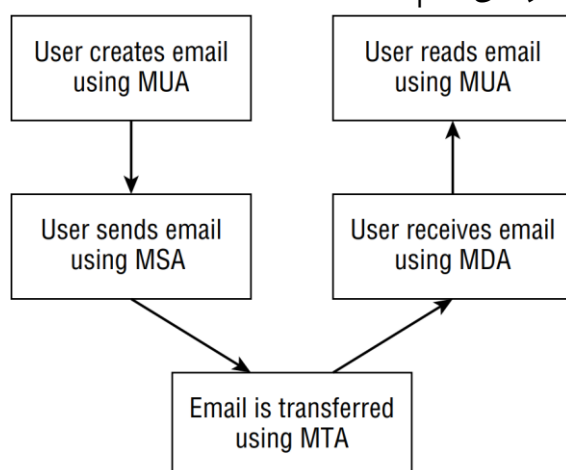 User creates email
using MUA
User reads email
using MUA
User sends email
using MSA
User receives email
using MDA
Email is transferred
using MTA